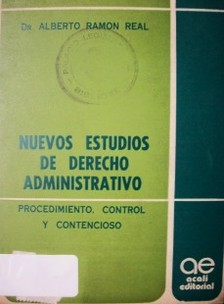 Dr. ALBERTO RAMON REAL
NUEVOS ESTUDIOS
DE DERECHO
ADMINISTRATIVO
PROCEDIMIENTO. CONTROL
Y CONTENCIOSO
ae
acali
editorial